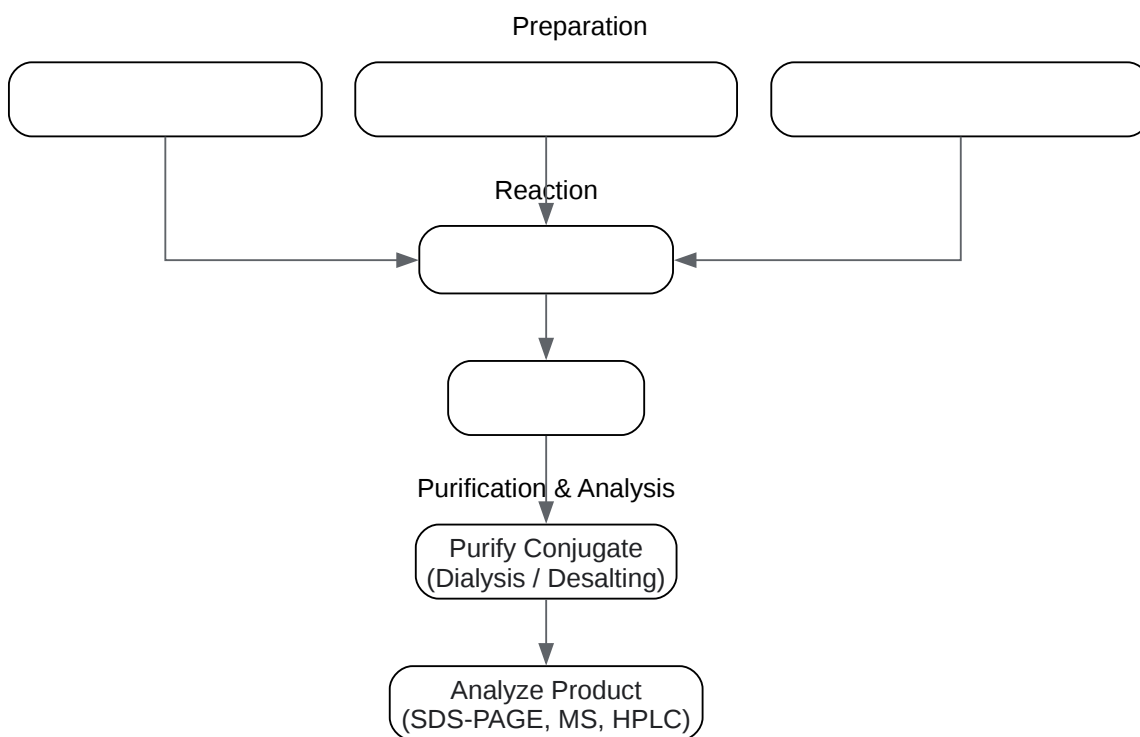 Preparation
Reaction
Purification & Analysis
Purify Conjugate
(Dialysis / Desalting)
Analyze Product
(SDS-PAGE, MS, HPLC)